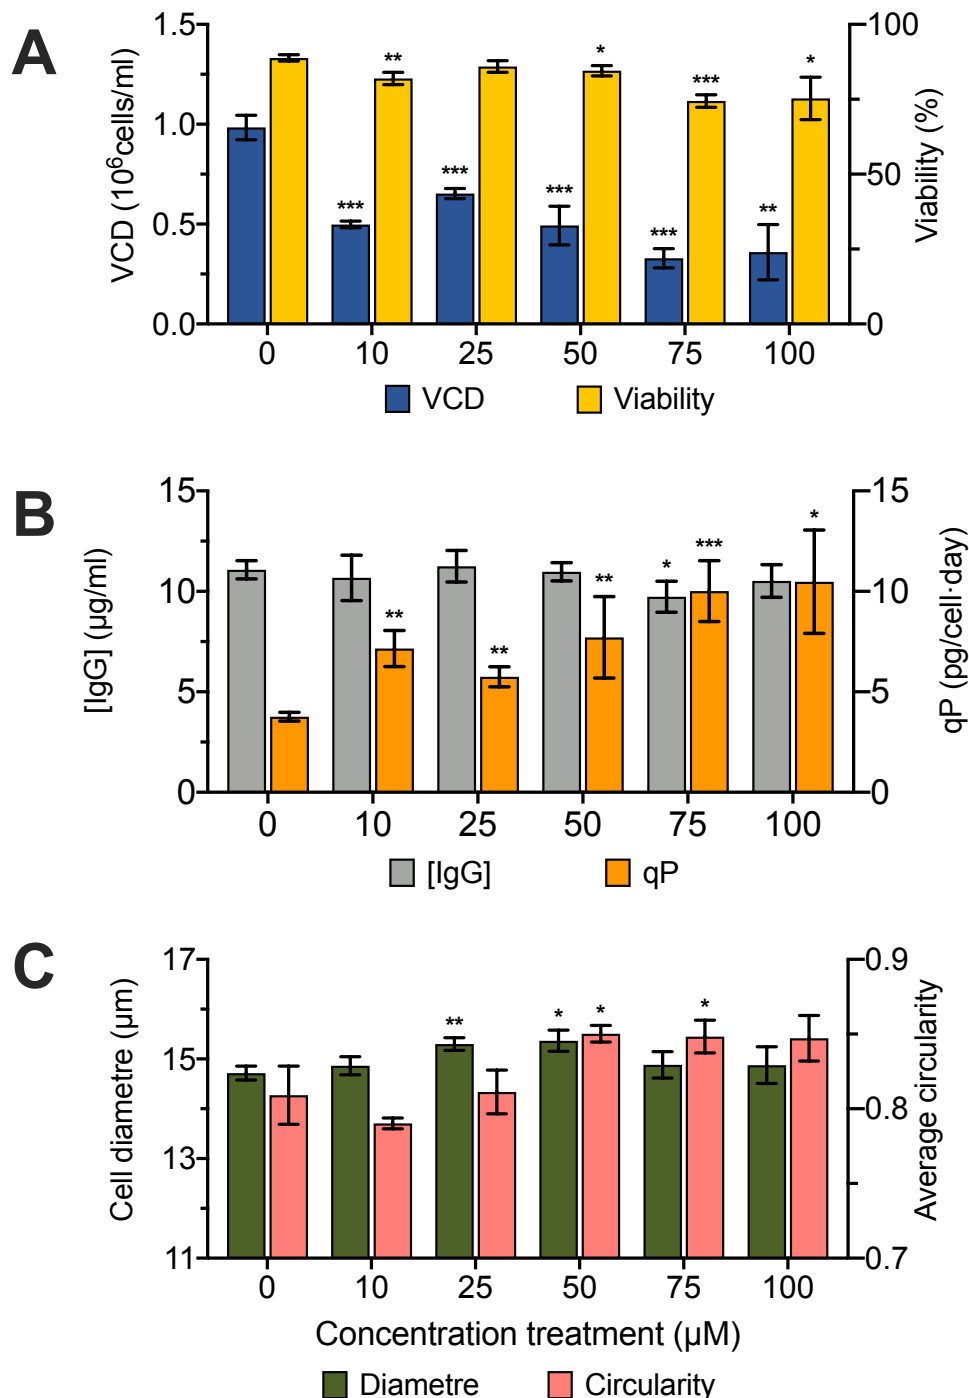 A
VCD (10⁶cells/ml)
1.5
1.0
0.5
0.0
100
50
0
Viability (%)
** * *** *
*** *** *** *** **
0 10 25 50 75 100
VCD Viability
B
[IgG] (µg/ml)
15
10
5
0
15
10
5
0
qP (pg/cell·day)
** ** ** * *** *
0 10 25 50 75 100
[IgG] qP
C
Cell diametre (µm)
17
15
13
11
0.9
0.8
0.7
Average circularity
** * * *
0 10 25 50 75 100
Concentration treatment (µM)
Diametre Circularity